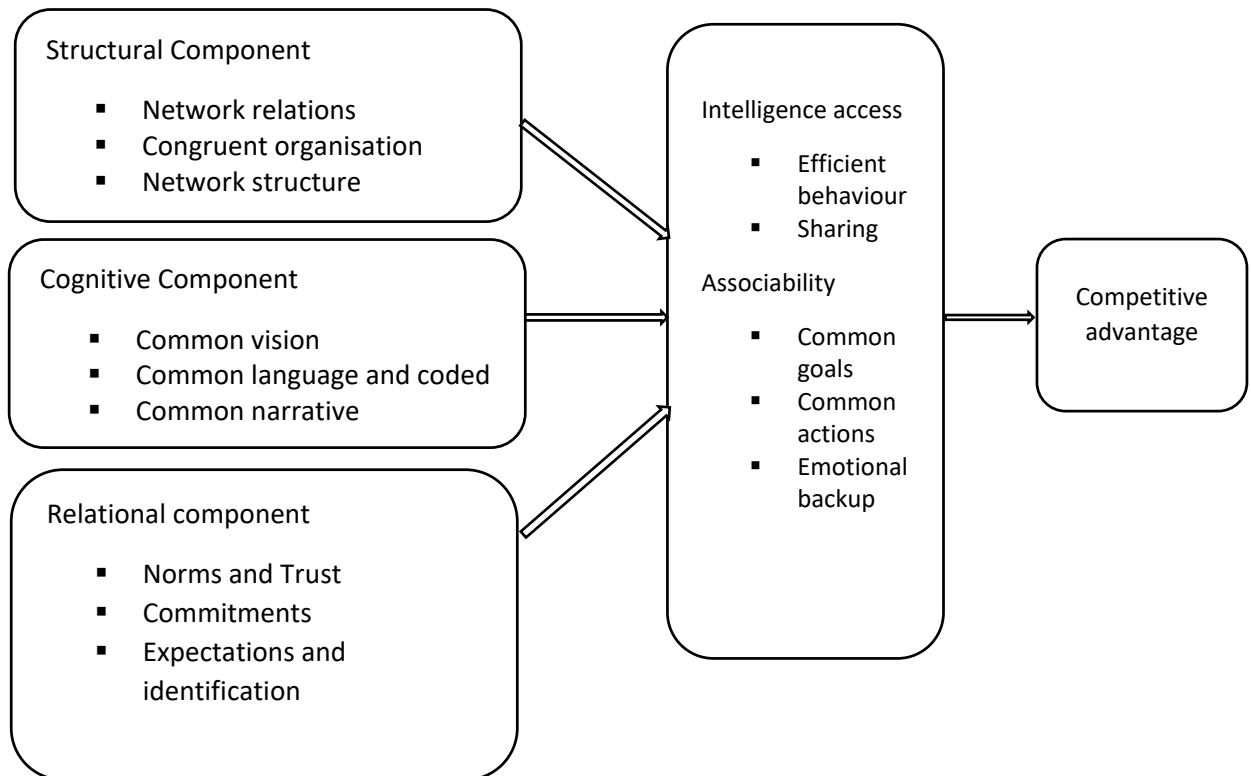 Structural Component
▪ Network relations
▪ Congruent organisation
▪ Network structure
Cognitive Component
▪ Common vision
▪ Common language and coded
▪ Common narrative
Relational component
▪ Norms and Trust
▪ Commitments
▪ Expectations and
identification
Intelligence access
▪ Efficient
behaviour
▪ Sharing
Associability
▪ Common
goals
▪ Common
actions
▪ Emotional
backup
Competitive
advantage